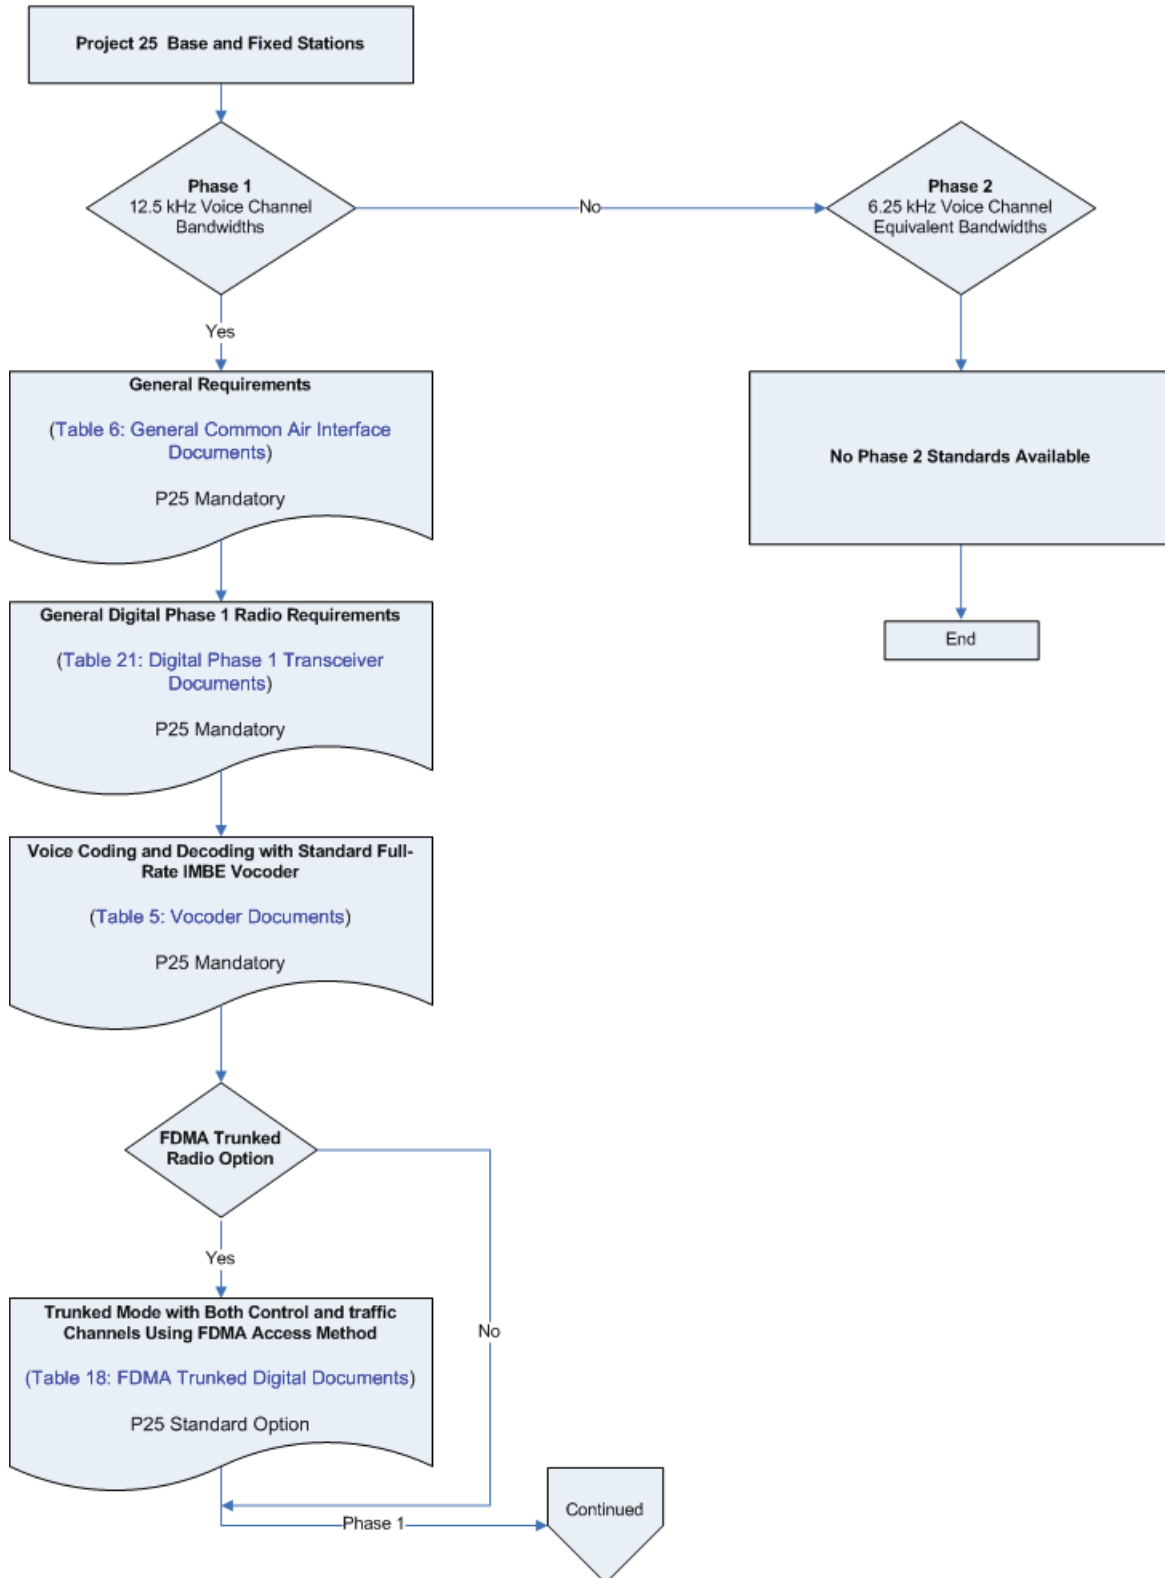 Project 25 Base and Fixed Stations
Phase 1
12.5 kHz Voice Channel
Bandwidths
No
Phase 2
6.25 kHz Voice Channel
Equivalent Bandwidths
Yes
General Requirements
(Table 6: General Common Air Interface
Documents)
P25 Mandatory
No Phase 2 Standards Available
End
General Digital Phase 1 Radio Requirements
(Table 21: Digital Phase 1 Transceiver
Documents)
P25 Mandatory
Voice Coding and Decoding with Standard Full-
Rate IMBE Vocoder
(Table 5: Vocoder Documents)
P25 Mandatory
FDMA Trunked
Radio Option
Yes
No
Trunked Mode with Both Control and traffic
Channels Using FDMA Access Method
(Table 18: FDMA Trunked Digital Documents)
P25 Standard Option
Phase 1
Continued